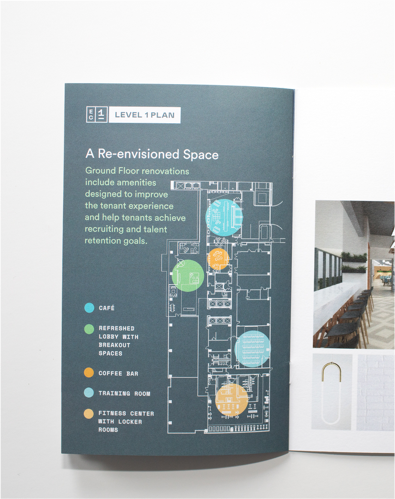 EC 1
LEVEL 1 PLAN
A Re-envisioned Space
Ground Floor renovations
include amenities
designed to improve
the tenant experience
and help tenants achieve
recruiting and talent
retention goals.
CAFÉ
REFRESHED
LOBBY WITH
BREAKOUT
SPACES
COFFEE BAR
TRAINING ROOM
FITNESS CENTER
WITH LOCKER
ROOMS